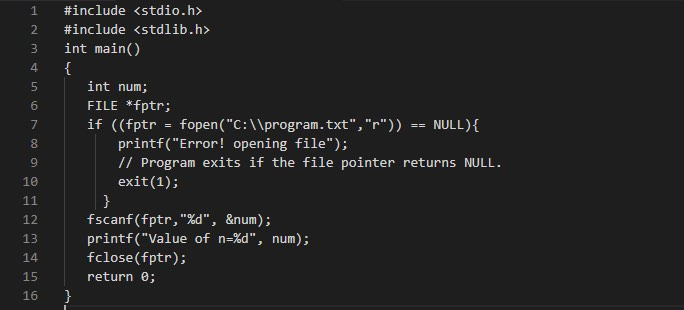 1 #include <stdio.h>
2 #include <stdlib.h>
3 int main()
4 {
5    int num;
6    FILE *fptr;
7    if ((fptr = fopen("C:\\program.txt","r")) == NULL){
8        printf("Error! opening file");
9        // Program exits if the file pointer returns NULL.
10        exit(1);
11      }
12    fscanf(fptr,"%d", &num);
13    printf("Value of n=%d", num);
14    fclose(fptr);
15    return 0;
16 }